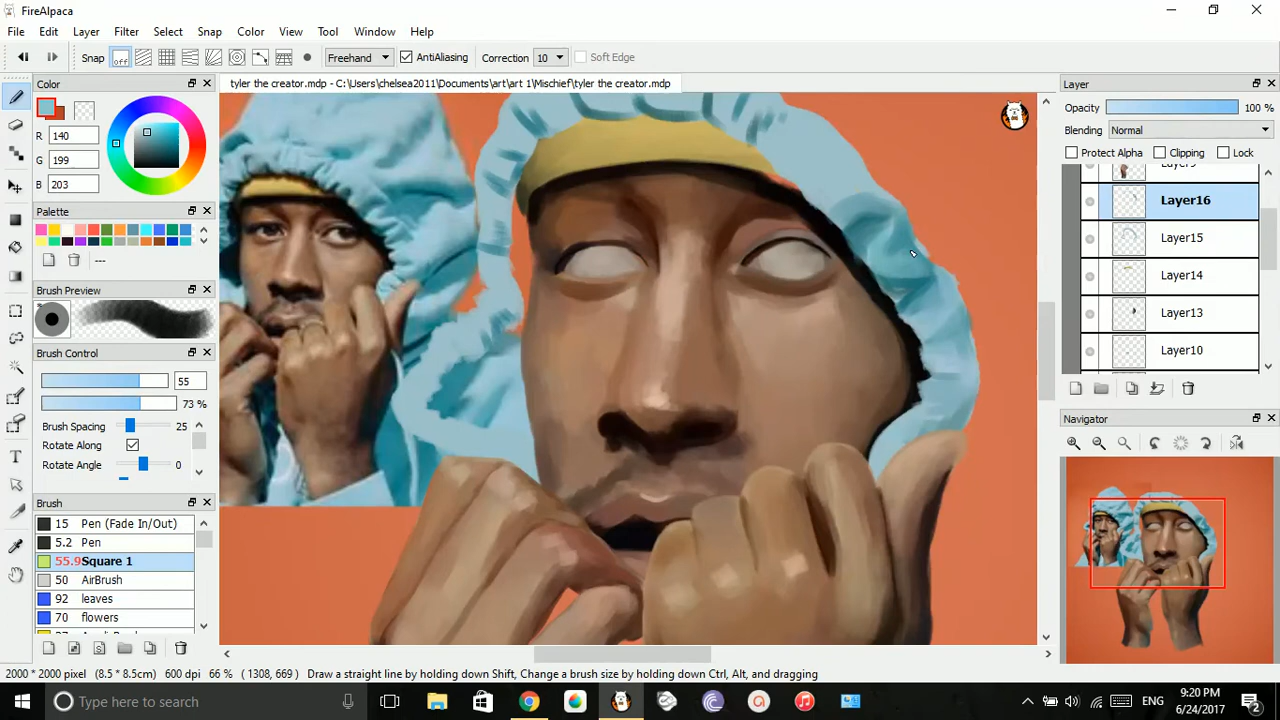 FireAlpaca
File Edit Layer Filter Select Snap Color View Tool Window Help
Snap off Freehand AntiAliasing Correction 10 Soft Edge
Color
tyler the creator.mdp - C:\Users\chelsea2011\Documents\art\art 1\Mischief\tyler the creator.mdp
Layer
R 140
G 199
B 203
Opacity 100 %
Blending Normal
Protect Alpha Clipping Lock
Layer16
Layer15
Layer14
Layer13
Layer10
Palette
---
Brush Preview
Brush Control
55
73 %
Brush Spacing 25
Rotate Along
Rotate Angle 0
Navigator
Brush
15 Pen (Fade In/Out)
5.2 Pen
55.9 Square 1
50 AirBrush
92 leaves
70 flowers
2000 * 2000 pixel (8.5 * 8.5cm) 600 dpi 66 % ( 1308, 669 ) Draw a straight line by holding down Shift, Change a brush size by holding down Ctrl, Alt, and dragging
Type here to search
ENG
9:20 PM
6/24/2017
2